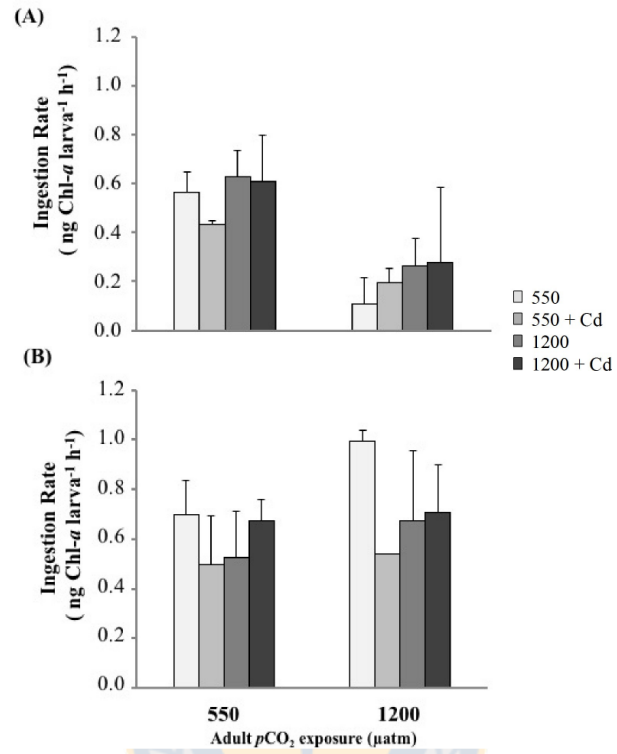 (A)
1.2
1.0
0.8
0.6
0.4
0.2
0.0
Ingestion Rate
( ng Chl-a larva⁻¹ h⁻¹)
550
550 + Cd
1200
1200 + Cd
(B)
1.2
1.0
0.8
0.6
0.4
0.2
0.0
Ingestion Rate
( ng Chl-a larva⁻¹ h⁻¹)
550 1200
Adult pCO₂ exposure (µatm)